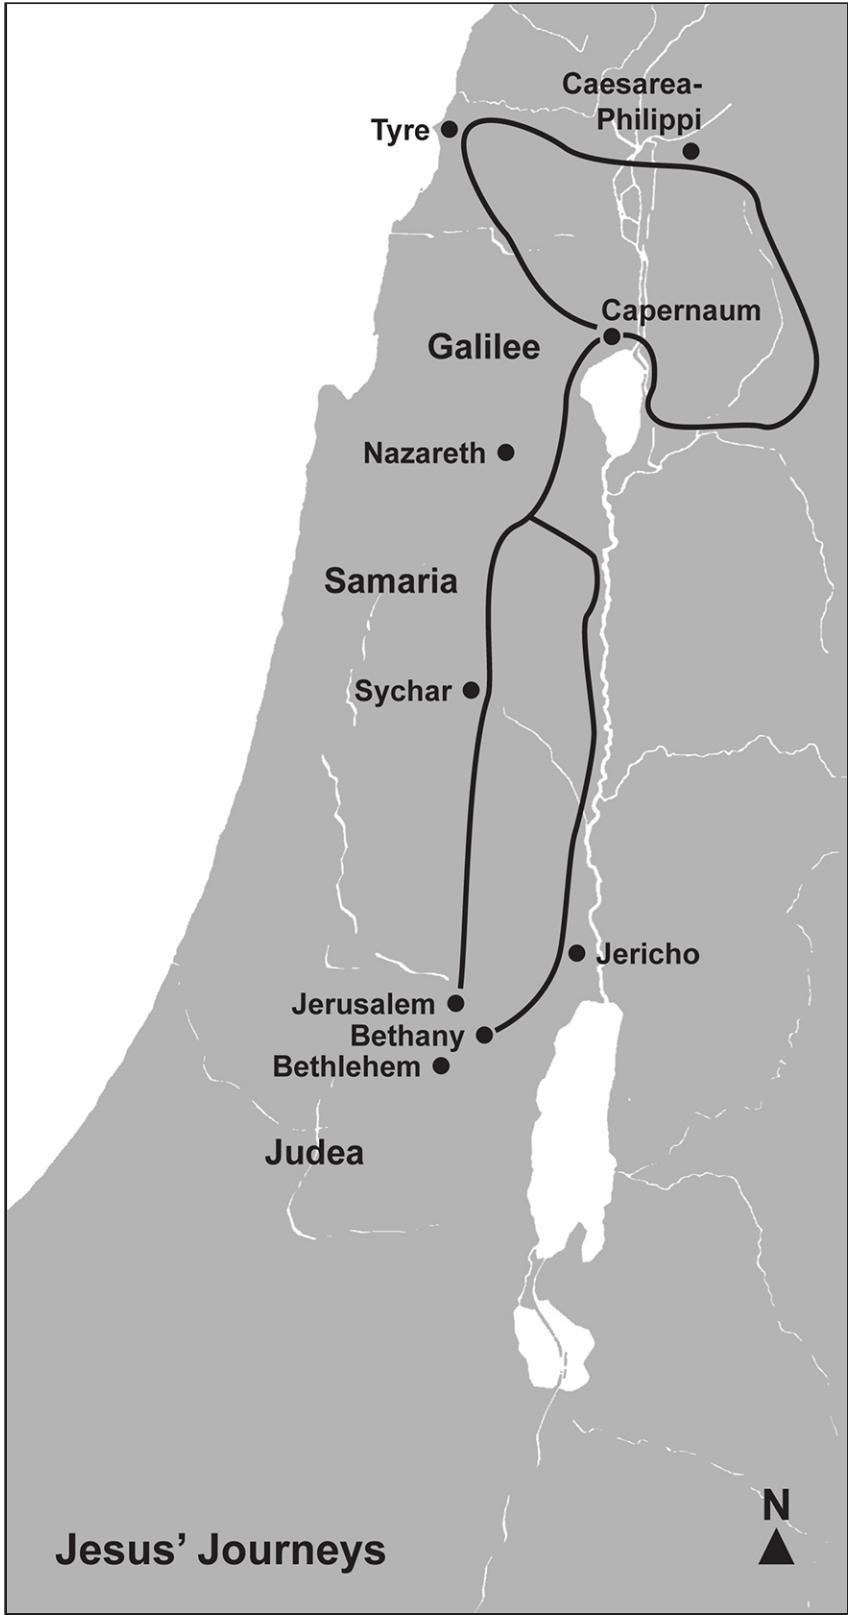 Caesarea-
Philippi
Tyre
Capernaum
Galilee
Nazareth
Samaria
Sychar
Jericho
Jerusalem
Bethany
Bethlehem
Judea
N
Jesus’ Journeys